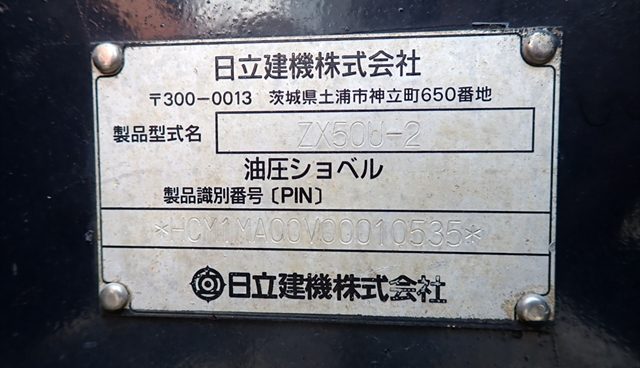 日立建機株式会社
〒300-0013 茨城県土浦市神立町650番地
製品型式名 ZX50U-2
油圧ショベル
製品識別番号〔PIN〕
*HCM1MA00V00010535*
日立建機株式会社